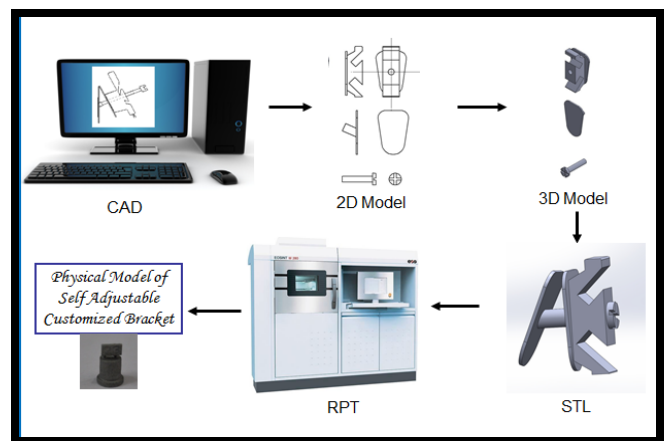 CAD
2D Model
3D Model
Physical Model of
Self Adjustable
Customized Bracket
RPT
STL